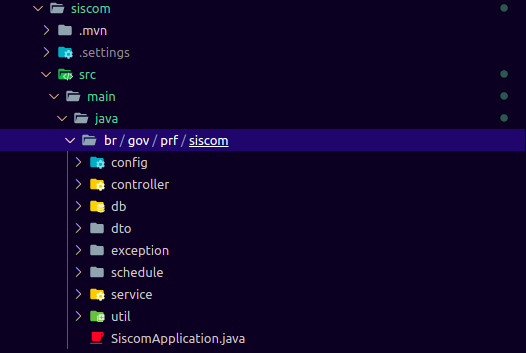 siscom
.mvn
.settings
src
main
java
br / gov / prf / siscom
config
controller
db
dto
exception
schedule
service
util
SiscomApplication.java